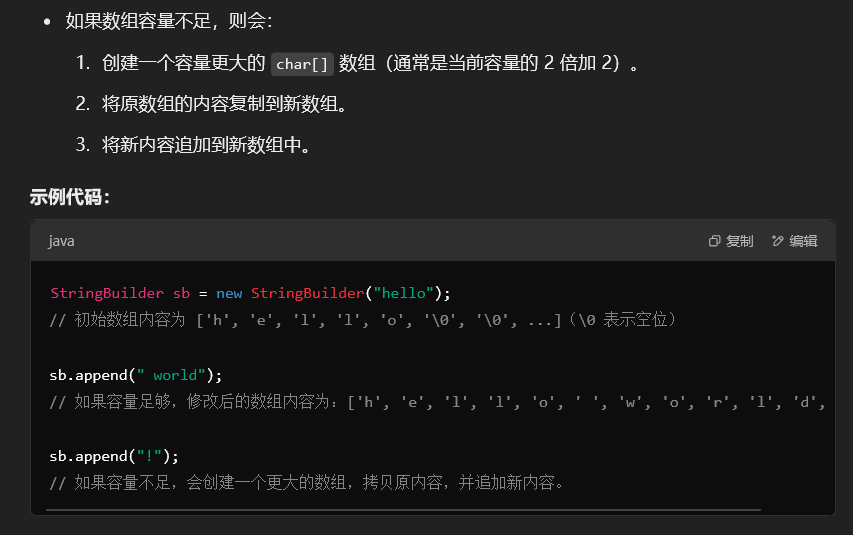 • 如果数组容量不足，则会：
1. 创建一个容量更大的 char[] 数组（通常是当前容量的 2 倍加 2）。
2. 将原数组的内容复制到新数组。
3. 将新内容追加到新数组中。
示例代码：
java 复制 编辑
StringBuilder sb = new StringBuilder("hello");
// 初始数组内容为 ['h', 'e', 'l', 'l', 'o', '\0', '\0', ...]（\0 表示空位）
sb.append(" world");
// 如果容量足够，修改后的数组内容为：['h', 'e', 'l', 'l', 'o', ' ', 'w', 'o', 'r', 'l', 'd',
sb.append("!");
// 如果容量不足，会创建一个更大的数组，拷贝原内容，并追加新内容。